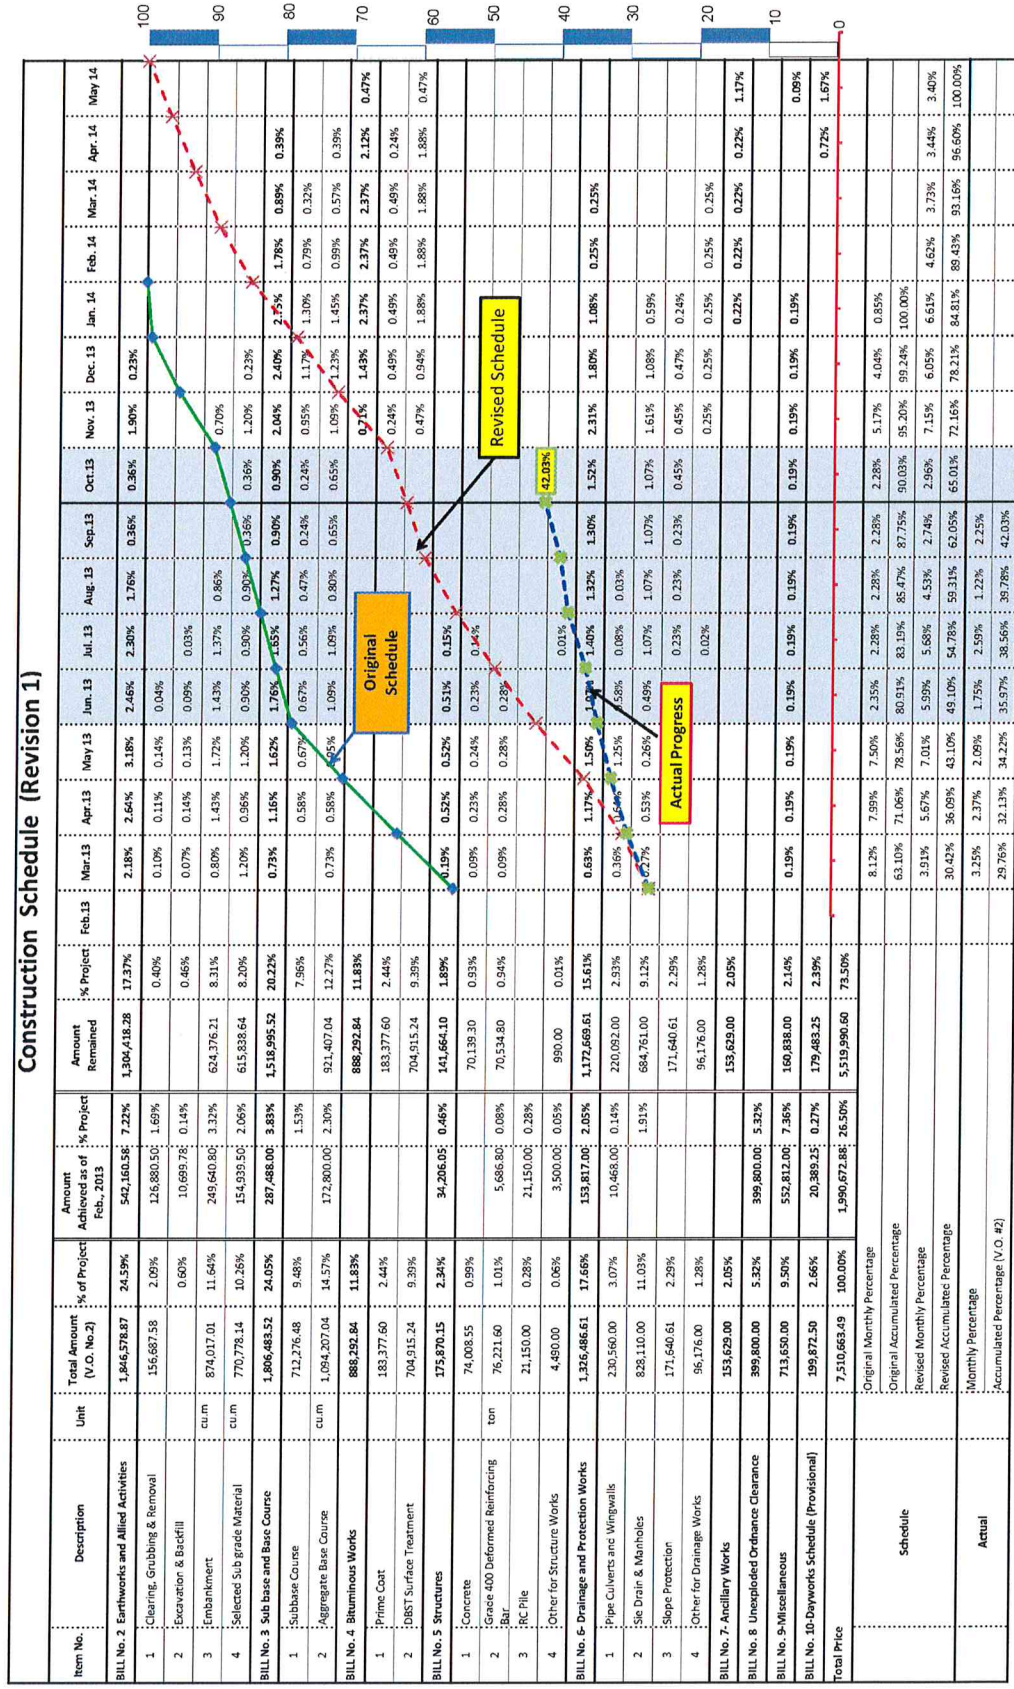 Construction Schedule (Revision 1)
Item No. Description Unit Total Amount (V.O. No.2) % of Project Amount Achieved as of Feb., 2013 % Project Amount Remained % Project Feb.13 Mar.13 Apr.13 May 13 Jun. 13 Jul. 13 Aug. 13 Sep.13 Oct.13 Nov. 13 Dec. 13 Jan. 14 Feb. 14 Mar. 14 Apr. 14 May 14
BILL No. 2 Earthworks and Allied Activities 1,846,578.87 24.59% 542,160.58 7.22% 1,304,418.28 17.37% 2.18% 2.64% 3.18% 2.46% 2.30% 1.76% 0.36% 0.36% 1.90% 0.23%
1 Clearing, Grubbing & Removal 156,687.58 2.09% 126,880.50 1.69% 0.40% 0.10% 0.11% 0.14% 0.04%
2 Excavation & Backfill 0.60% 10,699.78 0.14% 0.46% 0.07% 0.14% 0.13% 0.09% 0.03%
3 Embankment cu.m 874,017.01 11.64% 249,640.80 3.32% 624,376.21 8.31% 0.80% 1.43% 1.72% 1.43% 1.37% 0.86% 0.70%
4 Selected Sub grade Material cu.m 770,778.14 10.26% 154,939.50 2.06% 615,838.64 8.20% 1.20% 0.96% 1.20% 0.90% 0.90% 0.90% 0.36% 0.36% 1.20% 0.23%
BILL No. 3 Sub base and Base Course 1,806,483.52 24.05% 287,488.00 3.83% 1,518,995.52 20.22% 0.73% 1.16% 1.62% 1.76% 1.65% 1.27% 0.90% 0.90% 2.04% 2.40% 2.75% 1.78% 0.89% 0.39%
1 Subbase Course 712,276.48 9.48% 1.53% 7.96% 0.58% 0.67% 0.67% 0.56% 0.47% 0.24% 0.24% 0.95% 1.17% 1.30% 0.79% 0.32%
2 Aggregate Base Course cu.m 1,094,207.04 14.57% 172,800.00 2.30% 921,407.04 12.27% 0.73% 0.58% 0.95% 1.09% 1.09% 0.80% 0.65% 0.65% 1.09% 1.23% 1.45% 0.99% 0.57% 0.39%
BILL No. 4 Bituminous Works 888,292.84 11.83% 888,292.84 11.83% 0.71% 1.43% 2.37% 2.37% 2.37% 2.12% 0.47%
1 Prime Coat 183,377.60 2.44% 183,377.60 2.44% 0.24% 0.49% 0.49% 0.49% 0.49% 0.24%
2 DBST Surface Treatment 704,915.24 9.39% 704,915.24 9.39% 0.47% 0.94% 1.88% 1.88% 1.88% 1.88% 0.47%
BILL No. 5 Structures 175,870.15 2.34% 34,206.05 0.46% 141,664.10 1.89% 0.19% 0.52% 0.52% 0.51% 0.15%
1 Concrete 74,008.55 0.99% 70,139.30 0.93% 0.09% 0.23% 0.24% 0.23%
2 Grade 400 Deformed Reinforcing Bar ton 76,221.60 1.01% 5,686.80 0.08% 70,534.80 0.94% 0.09% 0.28% 0.28% 0.28%
3 RC Pile 21,150.00 0.28% 21,150.00 0.28%
4 Other for Structure Works 4,490.00 0.06% 3,500.00 0.05% 990.00 0.01% 0.01%
BILL No. 6- Drainage and Protection Works 1,326,486.61 17.66% 153,817.00 2.05% 1,172,669.61 15.61% 0.63% 1.17% 1.50% 1.40% 1.32% 1.30% 1.52% 2.31% 1.80% 1.08% 0.25% 0.25%
1 Pipe Culverts and Wingwalls 230,560.00 3.07% 10,468.00 0.14% 220,092.00 2.93% 0.36% 1.25% 0.58% 0.08% 0.03%
2 Sie Drain & Manholes 828,110.00 11.03% 1.91% 684,761.00 9.12% 0.27% 0.53% 0.26% 0.49% 1.07% 1.07% 1.07% 1.07% 1.61% 1.08% 0.59%
3 Slope Protection 171,640.61 2.29% 171,640.61 2.29% 0.23% 0.23% 0.23% 0.45% 0.45% 0.47% 0.24%
4 Other for Drainage Works 96,176.00 1.28% 96,176.00 1.28% 0.02% 0.25% 0.25% 0.25% 0.25% 0.25%
BILL No. 7- Ancillary Works 153,629.00 2.05% 153,629.00 2.05% 0.22% 0.22% 0.22% 0.22% 1.17%
BILL No. 8 Unexploded Ordnance Clearance 399,800.00 5.32% 399,800.00 5.32%
BILL No. 9-Miscellaneous 713,650.00 9.50% 552,812.00 7.36% 160,838.00 2.14% 0.19% 0.19% 0.19% 0.19% 0.19% 0.19% 0.19% 0.19% 0.19% 0.19% 0.19% 0.09%
BILL No. 10-Dayworks Schedule (Provisional) 199,872.50 2.66% 20,389.25 0.27% 179,483.25 2.39% 0.72% 1.67%
Total Price 7,510,663.49 100.00% 1,990,672.88 26.50% 5,519,990.60 73.50%
Schedule
Original Monthly Percentage 8.12% 7.99% 7.50% 2.35% 2.28% 2.28% 2.28% 2.28% 5.17% 4.04% 0.85%
Original Accumulated Percentage 63.10% 71.06% 78.56% 80.91% 83.19% 85.47% 87.75% 90.03% 95.20% 99.24% 100.00%
Revised Monthly Percentage 3.91% 5.67% 7.01% 5.99% 5.68% 4.53% 2.74% 2.96% 7.15% 6.05% 6.61% 4.62% 3.73% 3.44% 3.40%
Revised Accumulated Percentage 30.42% 36.09% 43.10% 49.10% 54.78% 59.31% 62.05% 65.01% 72.16% 78.21% 84.81% 89.43% 93.16% 96.60% 100.00%
Actual
Monthly Percentage 3.25% 2.37% 2.09% 1.75% 2.59% 1.22% 2.25%
Accumulated Percentage (V.O. #2) 29.76% 32.13% 34.22% 35.97% 38.56% 39.78% 42.03%
Original Schedule
Revised Schedule
Actual Progress
42.03%
100
90
80
70
60
50
40
30
20
10
0